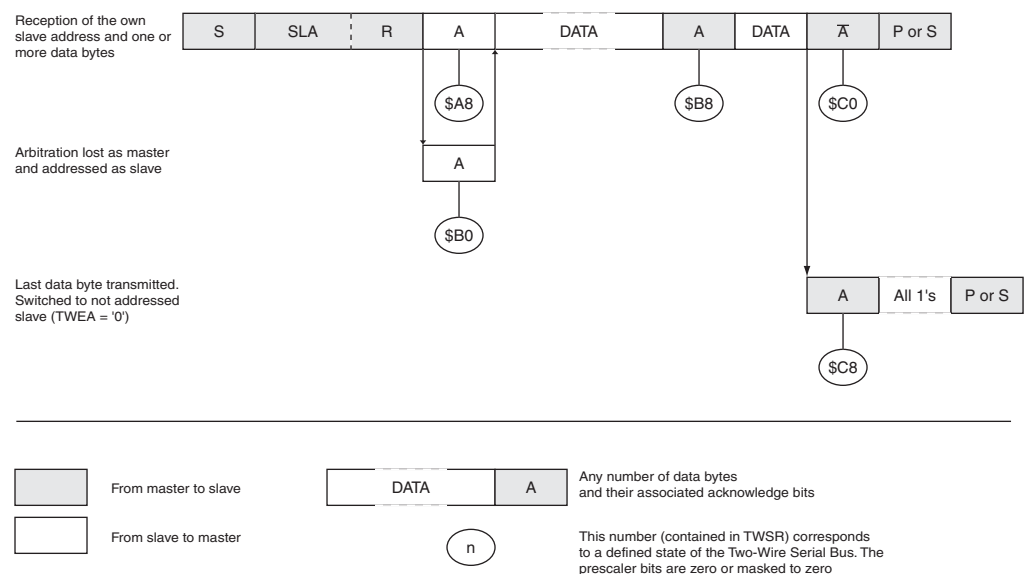 Reception of the own
slave address and one or
more data bytes
S SLA R A DATA A DATA A̅ P or S
$A8 $B8 $C0
Arbitration lost as master
and addressed as slave
A
$B0
Last data byte transmitted.
Switched to not addressed
slave (TWEA = '0')
A All 1's P or S
$C8
From master to slave
DATA A
Any number of data bytes
and their associated acknowledge bits
From slave to master
n
This number (contained in TWSR) corresponds
to a defined state of the Two-Wire Serial Bus. The
prescaler bits are zero or masked to zero